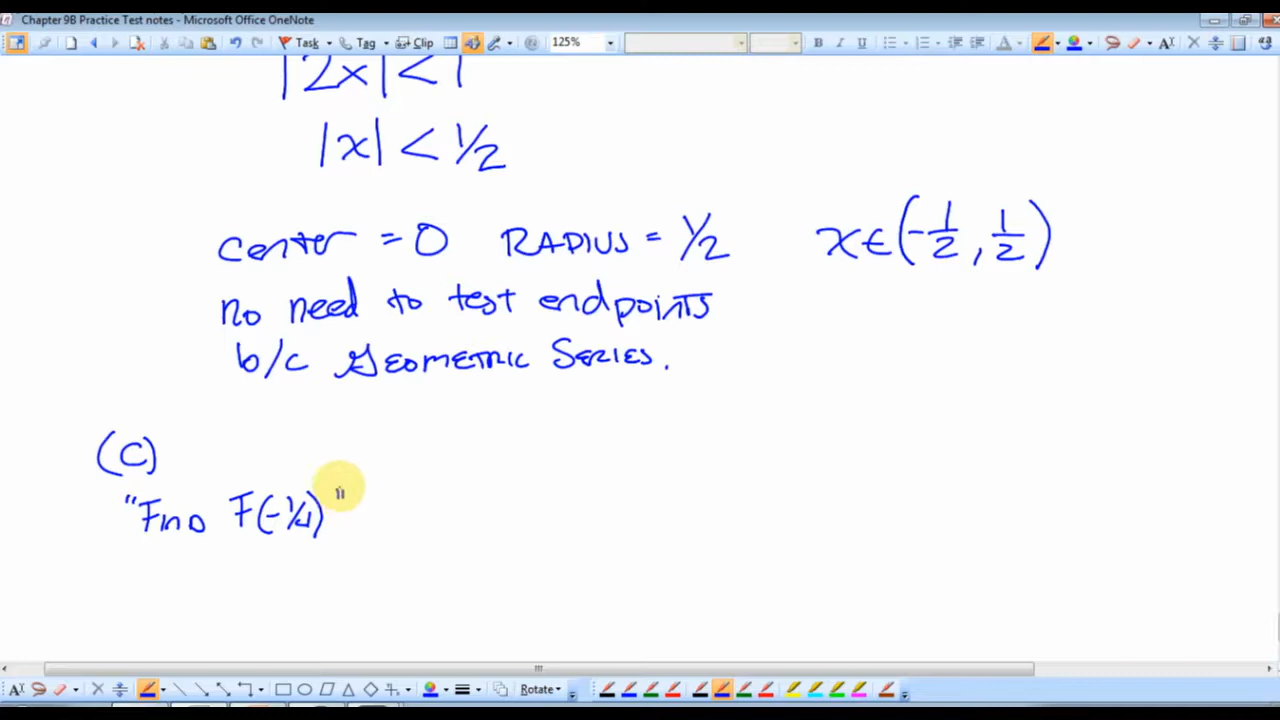 Chapter 9B Practice Test notes - Microsoft Office OneNote
Task Tag Clip 125% B I U A
|2x| < 1
|x| < 1/2
center = 0 RADIUS = 1/2 x∈(-1/2, 1/2)
no need to test endpoints
b/c GEOMETRIC SERIES.
(C)
"FIND F(-1/4)"
Rotate